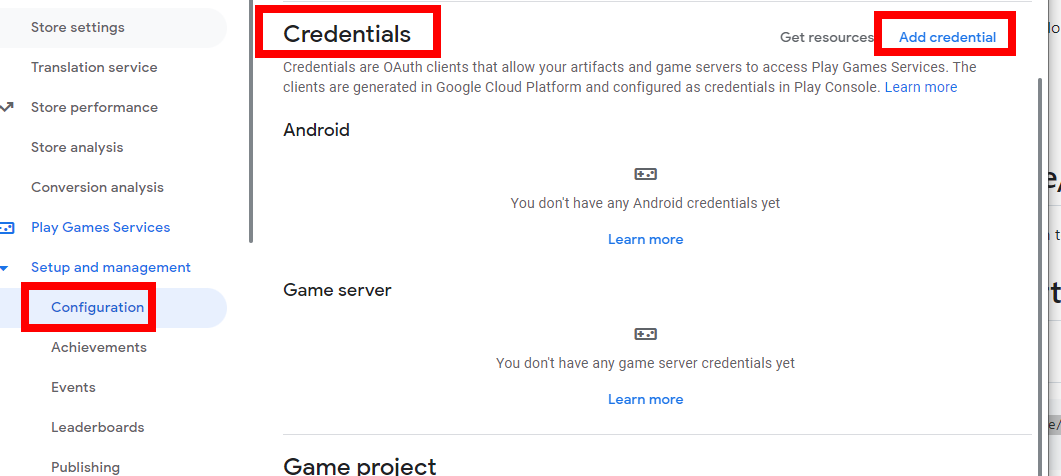 Store settings
Translation service
Store performance
Store analysis
Conversion analysis
Play Games Services
Setup and management
Configuration
Achievements
Events
Leaderboards
Publishing
Credentials
Get resources
Add credential
Credentials are OAuth clients that allow your artifacts and game servers to access Play Games Services. The
clients are generated in Google Cloud Platform and configured as credentials in Play Console. Learn more
Android
You don't have any Android credentials yet
Learn more
Game server
You don't have any game server credentials yet
Learn more
Game project